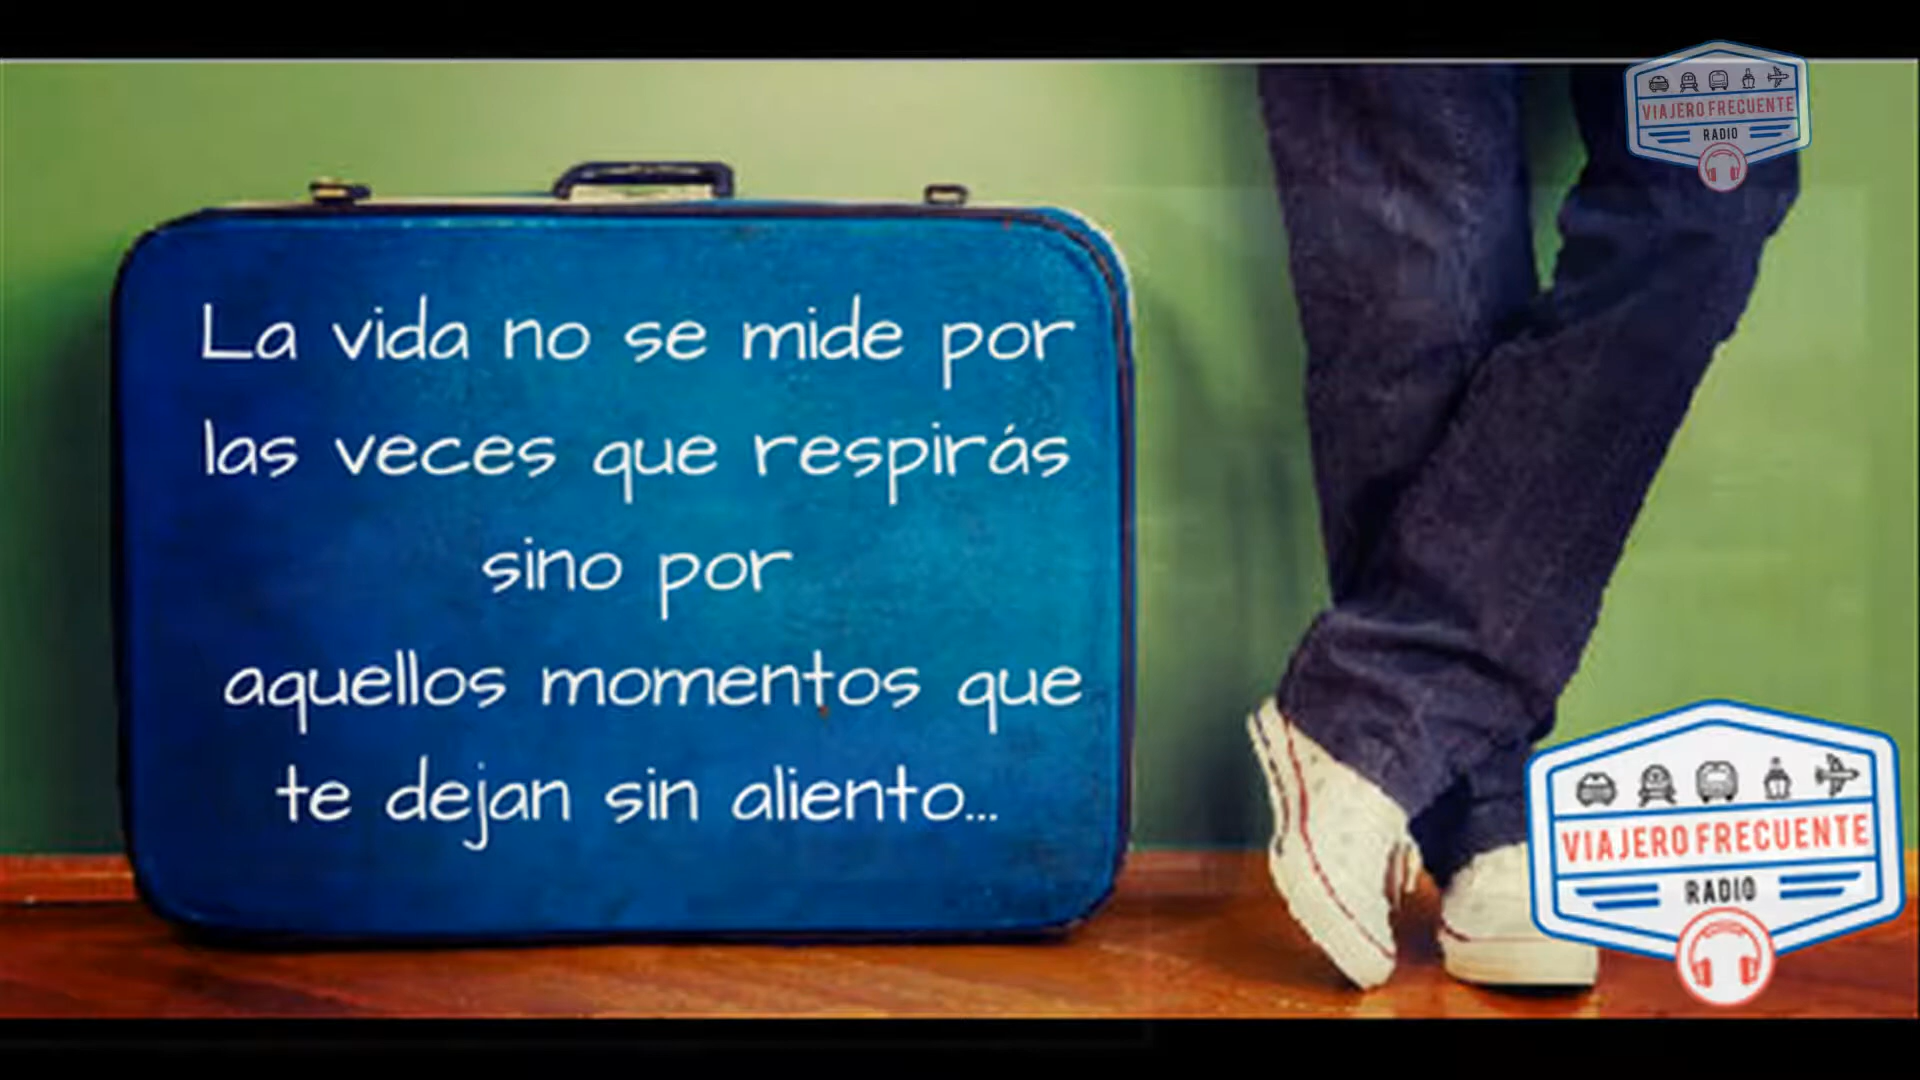 La vida no se mide por
las veces que respirás
sino por
aquellos momentos que
te dejan sin aliento...
VIAJERO FRECUENTE
RADIO
VIAJERO FRECUENTE
RADIO